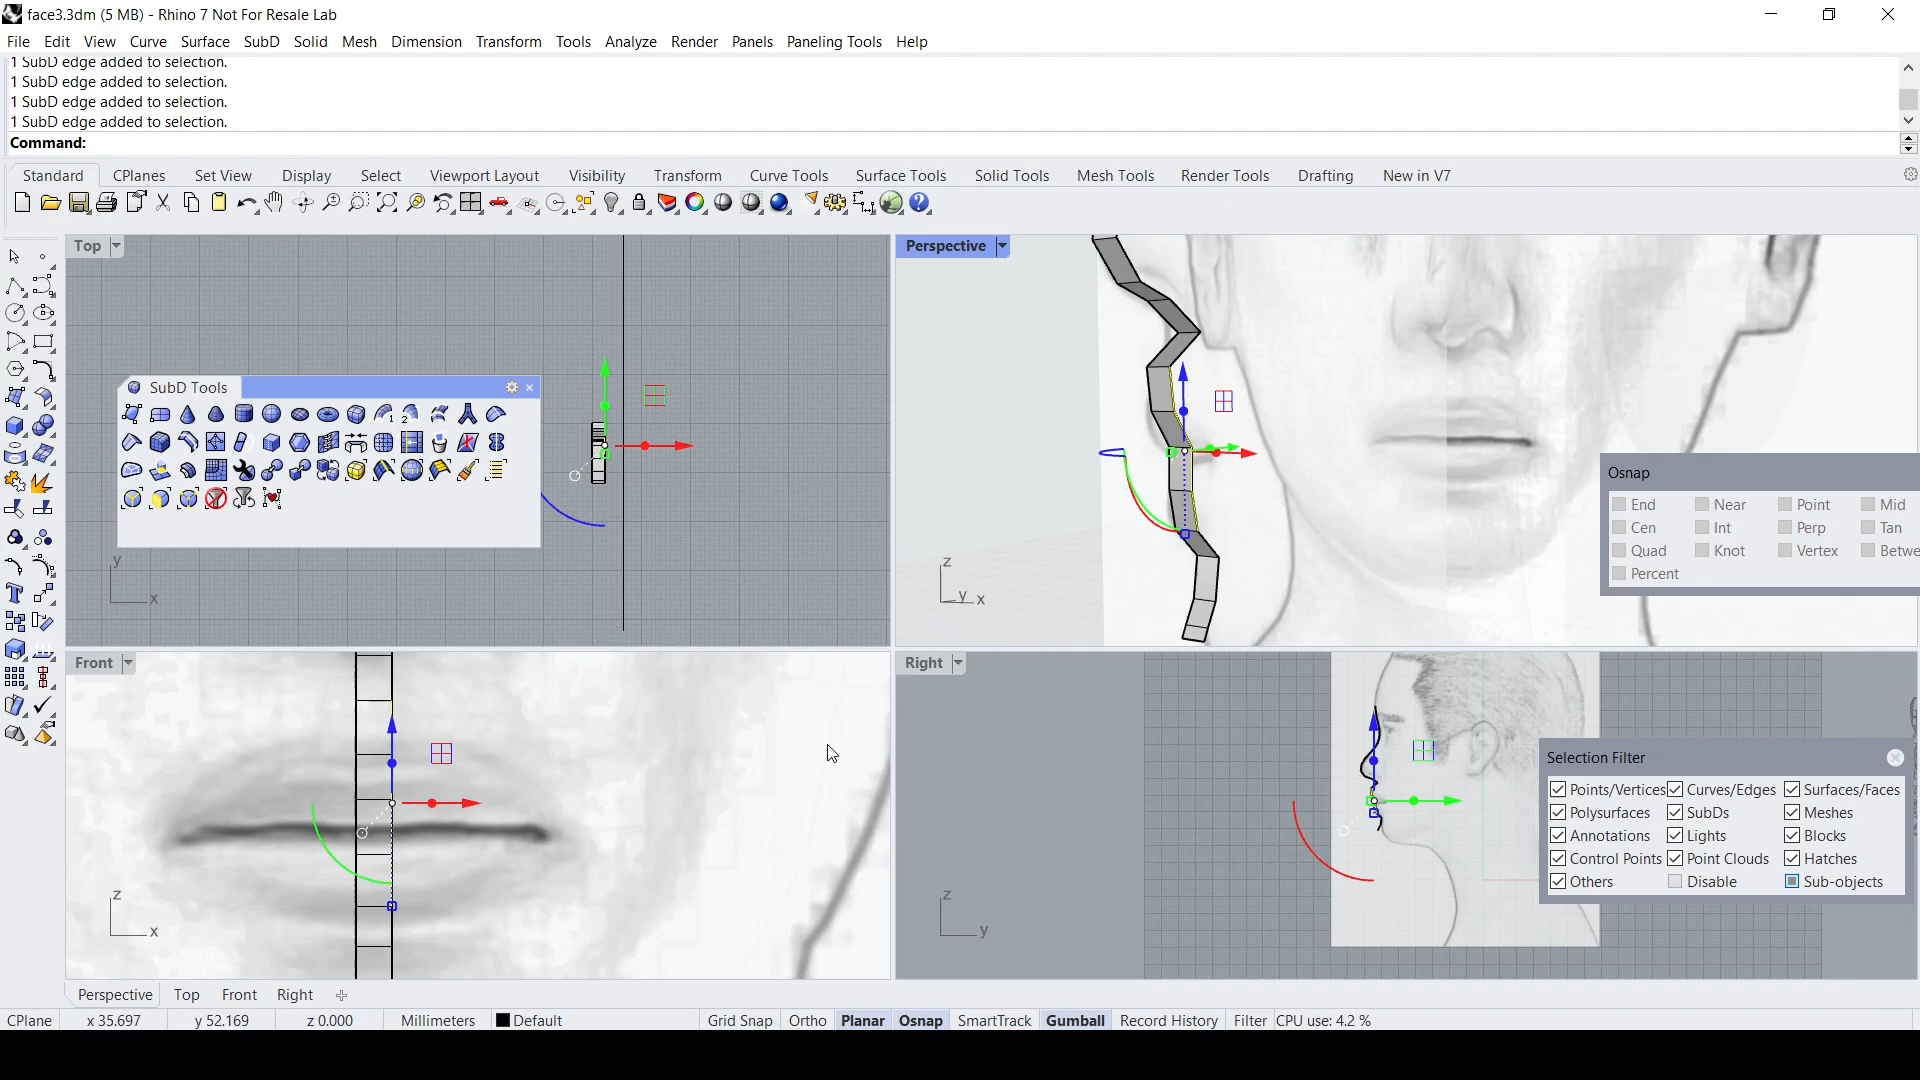 face3.3dm (5 MB) - Rhino 7 Not For Resale Lab
File Edit View Curve Surface SubD Solid Mesh Dimension Transform Tools Analyze Render Panels Paneling Tools Help
1 SubD edge added to selection.
1 SubD edge added to selection.
1 SubD edge added to selection.
1 SubD edge added to selection.
Command:
Standard CPlanes Set View Display Select Viewport Layout Visibility Transform Curve Tools Surface Tools Solid Tools Mesh Tools Render Tools Drafting New in V7
Top
Perspective
SubD Tools
Osnap
End Near Point Mid
Cen Int Perp Tan
Quad Knot Vertex Betwe
Percent
y
x
z
y
x
Front
Right
Selection Filter
Points/Vertices Curves/Edges Surfaces/Faces
Polysurfaces SubDs Meshes
Annotations Lights Blocks
Control Points Point Clouds Hatches
Others Disable Sub-objects
z
x
z
y
Perspective Top Front Right
CPlane x 35.697 y 52.169 z 0.000 Millimeters Default Grid Snap Ortho Planar Osnap SmartTrack Gumball Record History Filter CPU use: 4.2 %